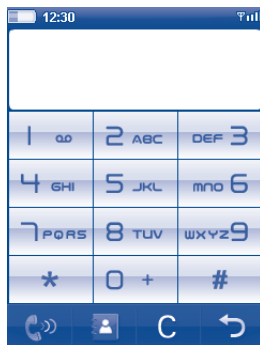 12:30
1 2 ABC DEF 3
4 GHI 5 JKL MNO 6
7 PQRS 8 TUV WXYZ 9
* 0 + #
C